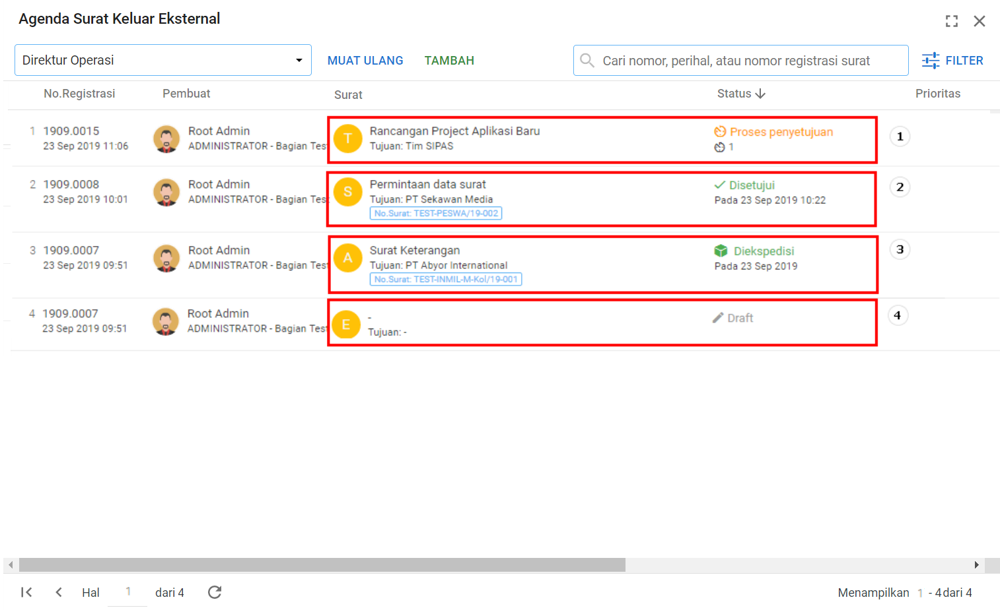 Agenda Surat Keluar Eksternal
Direktur Operasi MUAT ULANG TAMBAH Cari nomor, perihal, atau nomor registrasi surat FILTER
No.Registrasi Pembuat Surat Status Prioritas
1 1909.0015 Root Admin T Rancangan Project Aplikasi Baru Proses penyetujuan 1
23 Sep 2019 11:06 ADMINISTRATOR - Bagian Test Tujuan: Tim SIPAS 1
2 1909.0008 Root Admin S Permintaan data surat Disetujui 2
23 Sep 2019 10:01 ADMINISTRATOR - Bagian Test Tujuan: PT Sekawan Media Pada 23 Sep 2019 10:22
No.Surat: TEST-PESWA/19-002
3 1909.0007 Root Admin A Surat Keterangan Diekspedisi 3
23 Sep 2019 09:51 ADMINISTRATOR - Bagian Test Tujuan: PT Abyor International Pada 23 Sep 2019
No.Surat: TEST-INMIL-M-Kol/19-001
4 1909.0007 Root Admin E - Draft 4
23 Sep 2019 09:51 ADMINISTRATOR - Bagian Test Tujuan: -
Hal 1 dari 4 Menampilkan 1 - 4 dari 4